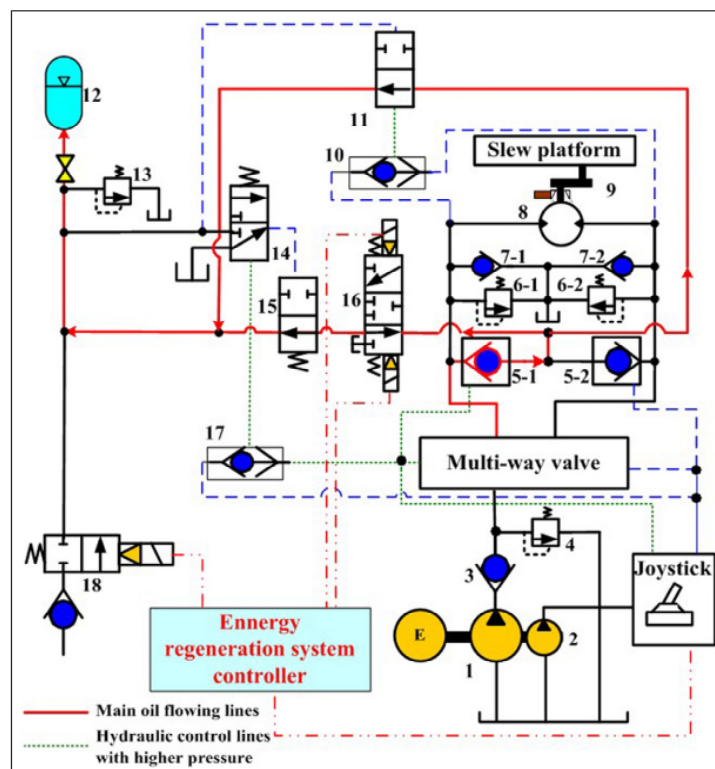 11
12
10
Slew platform
13
9
8
14
7-1
7-2
6-1
6-2
15
16
5-1
5-2
17
Multi-way valve
4
3
Joystick
18
Ennergy
regeneration system
controller
E
2
1
Main oil flowing lines
Hydraulic control lines
with higher pressure